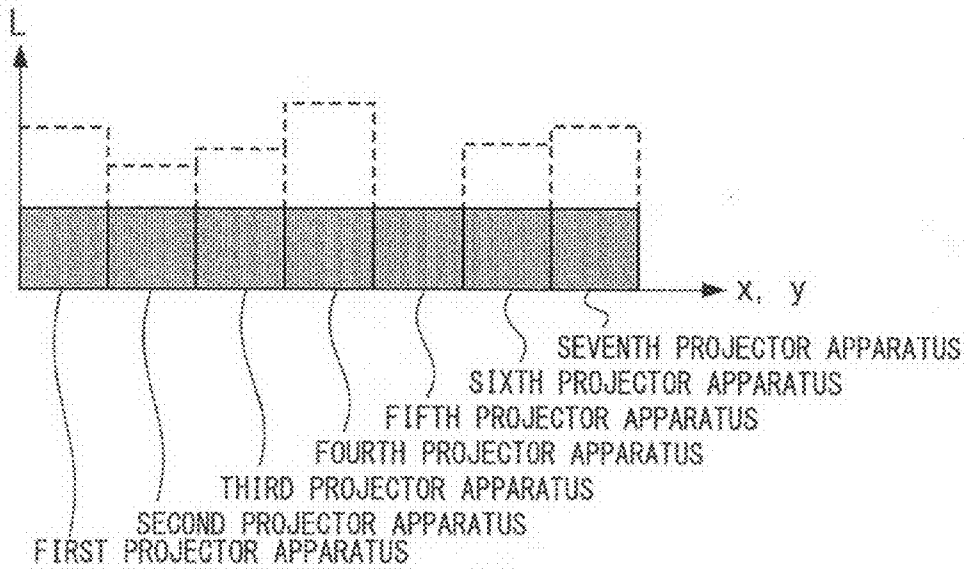 L
x, y
SEVENTH PROJECTOR APPARATUS
SIXTH PROJECTOR APPARATUS
FIFTH PROJECTOR APPARATUS
FOURTH PROJECTOR APPARATUS
THIRD PROJECTOR APPARATUS
SECOND PROJECTOR APPARATUS
FIRST PROJECTOR APPARATUS